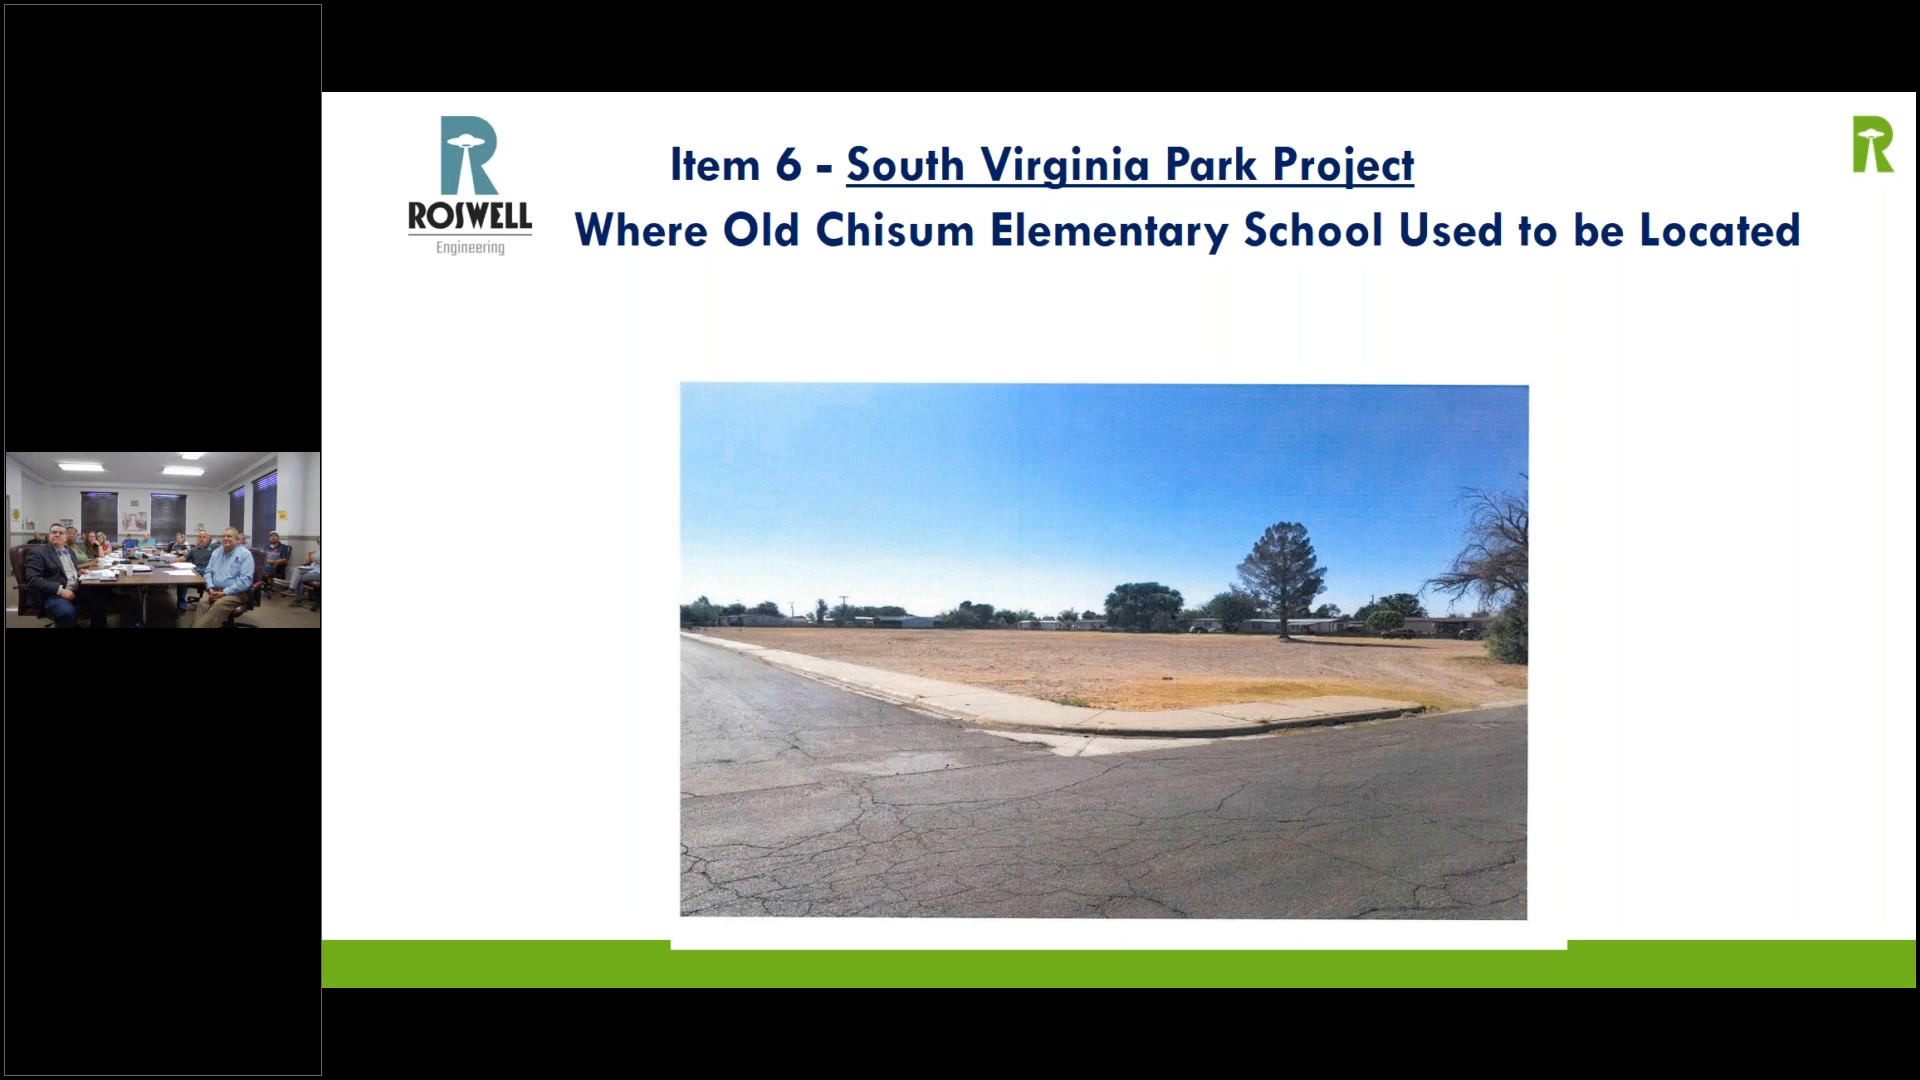 ROSWELL
Engineering
Item 6 - South Virginia Park Project
Where Old Chisum Elementary School Used to be Located